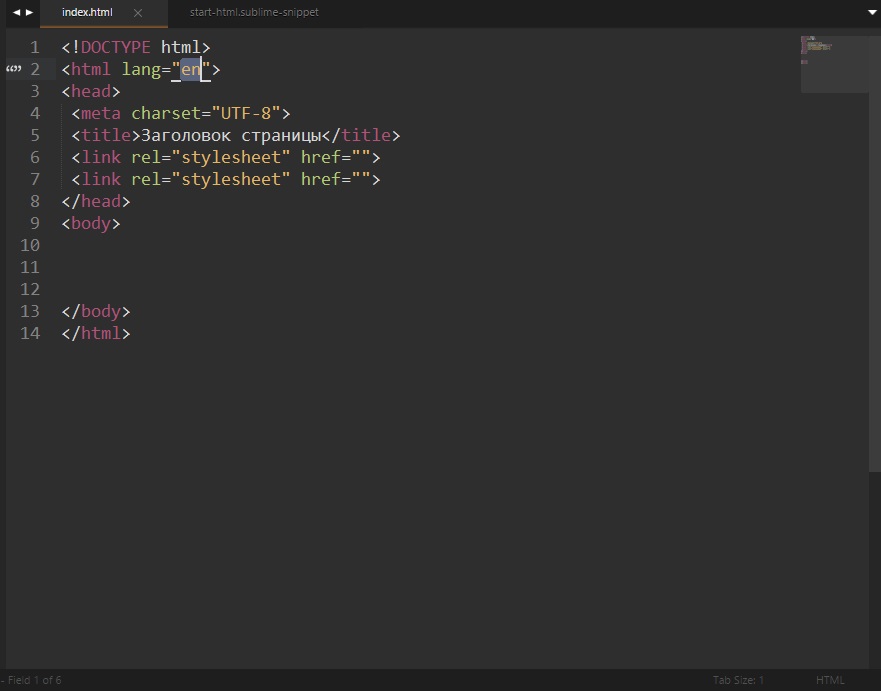 index.html
start-html.sublime-snippet
1 <!DOCTYPE html>
2 <html lang="en">
3 <head>
4 <meta charset="UTF-8">
5 <title>Заголовок страницы</title>
6 <link rel="stylesheet" href="">
7 <link rel="stylesheet" href="">
8 </head>
9 <body>
10
11
12
13 </body>
14 </html>
- Field 1 of 6
Tab Size: 1
HTML